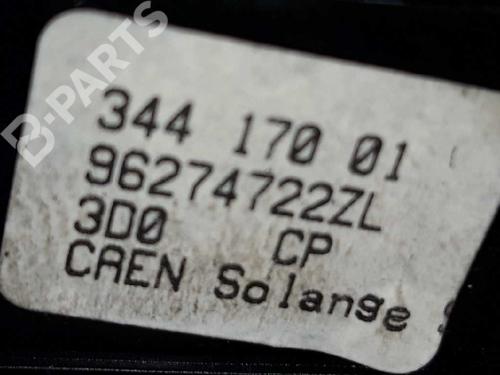 B-PARTS
344 170 01
96274722ZL
3D0 CP
CAEN Solange